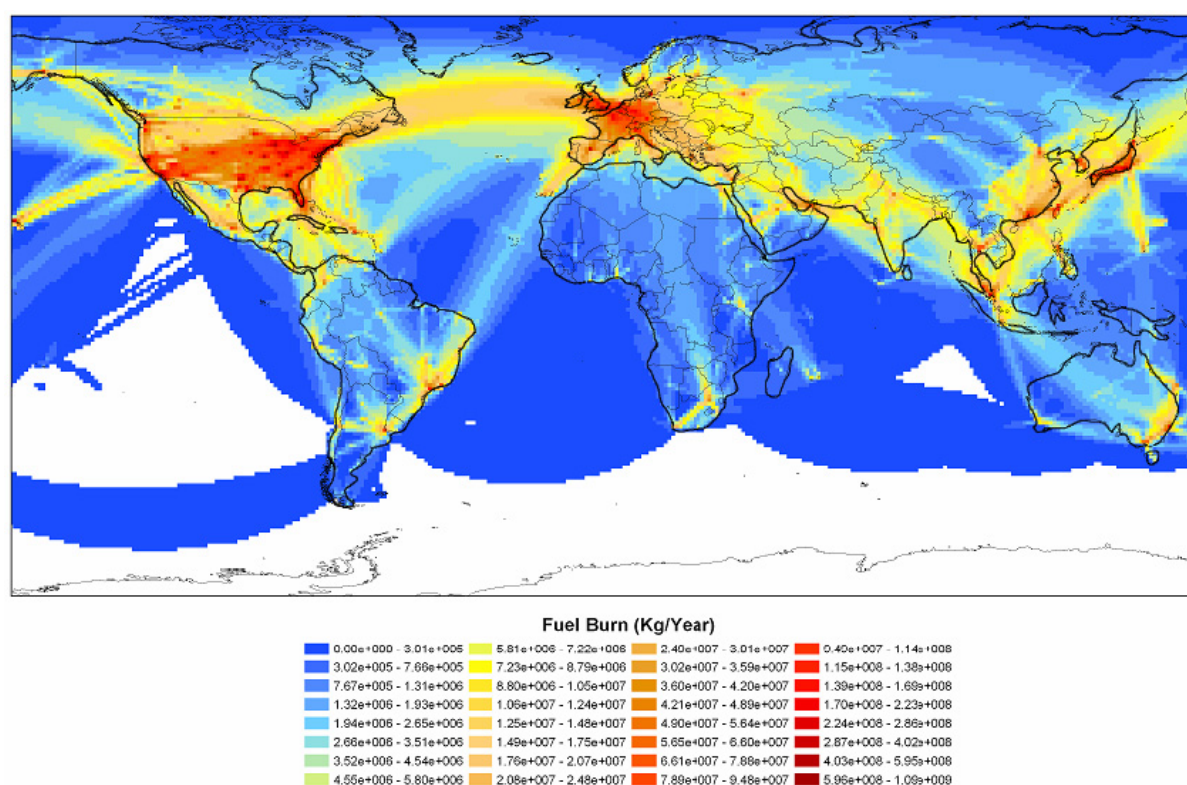 Fuel Burn (Kg/Year)
0.00e+000 - 3.01e+005 5.81e+006 - 7.22e+006 2.40e+007 - 3.01e+007 9.49e+007 - 1.14e+008
3.02e+005 - 7.66e+005 7.23e+006 - 8.79e+006 3.02e+007 - 3.59e+007 1.15e+008 - 1.38e+008
7.67e+005 - 1.31e+006 8.80e+006 - 1.05e+007 3.60e+007 - 4.20e+007 1.39e+008 - 1.69e+008
1.32e+006 - 1.93e+006 1.06e+007 - 1.24e+007 4.21e+007 - 4.89e+007 1.70e+008 - 2.23e+008
1.94e+006 - 2.65e+006 1.25e+007 - 1.48e+007 4.90e+007 - 5.64e+007 2.24e+008 - 2.86e+008
2.66e+006 - 3.51e+006 1.49e+007 - 1.75e+007 5.65e+007 - 6.60e+007 2.87e+008 - 4.02e+008
3.52e+006 - 4.54e+006 1.76e+007 - 2.07e+007 6.61e+007 - 7.88e+007 4.03e+008 - 5.95e+008
4.55e+006 - 5.80e+006 2.08e+007 - 2.48e+007 7.89e+007 - 9.48e+007 5.96e+008 - 1.09e+009